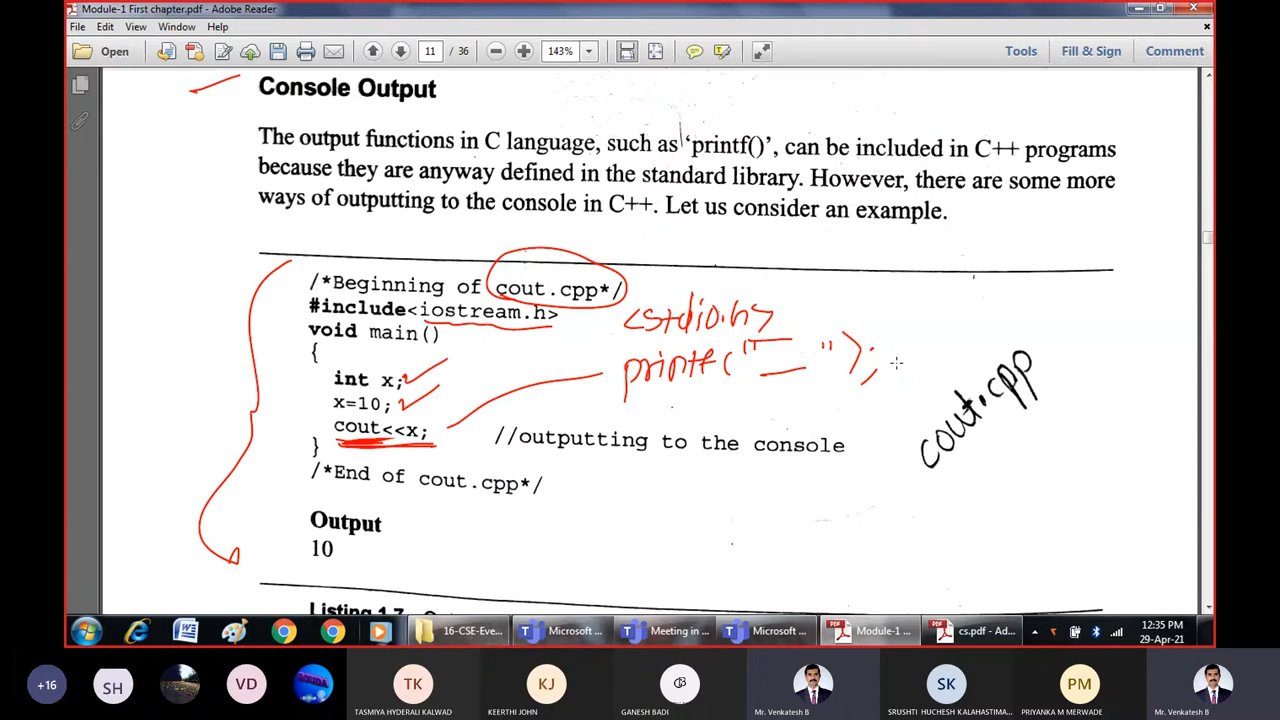 Module-1 First chapter.pdf - Adobe Reader
File Edit View Window Help
Open 11 / 36 143% Tools Fill & Sign Comment
Console Output
The output functions in C language, such as 'printf()', can be included in C++ programs
because they are anyway defined in the standard library. However, there are some more
ways of outputting to the console in C++. Let us consider an example.
/*Beginning of cout.cpp*/
#include<iostream.h>
<stdio.h>
void main()
printf(" ");
{
int x;
x=10;
cout<<x; //outputting to the console
cout.cpp
}
/*End of cout.cpp*/
Output
10
Listing 1.7
16-CSE-Eve... Microsoft ... Meeting in ... Microsoft ... Module-1 ... cs.pdf - Ad... 12:35 PM
29-Apr-21
+16 SH VD GOUDA TK KJ GB SK PM
TASMIYA HYDERALI KALWAD KEERTHI JOHN GANESH BADI Mr. Venkatesh B SRUSHTI HUCHESH KALAHASTIMA... PRIYANKA M MERWADE Mr. Venkatesh B